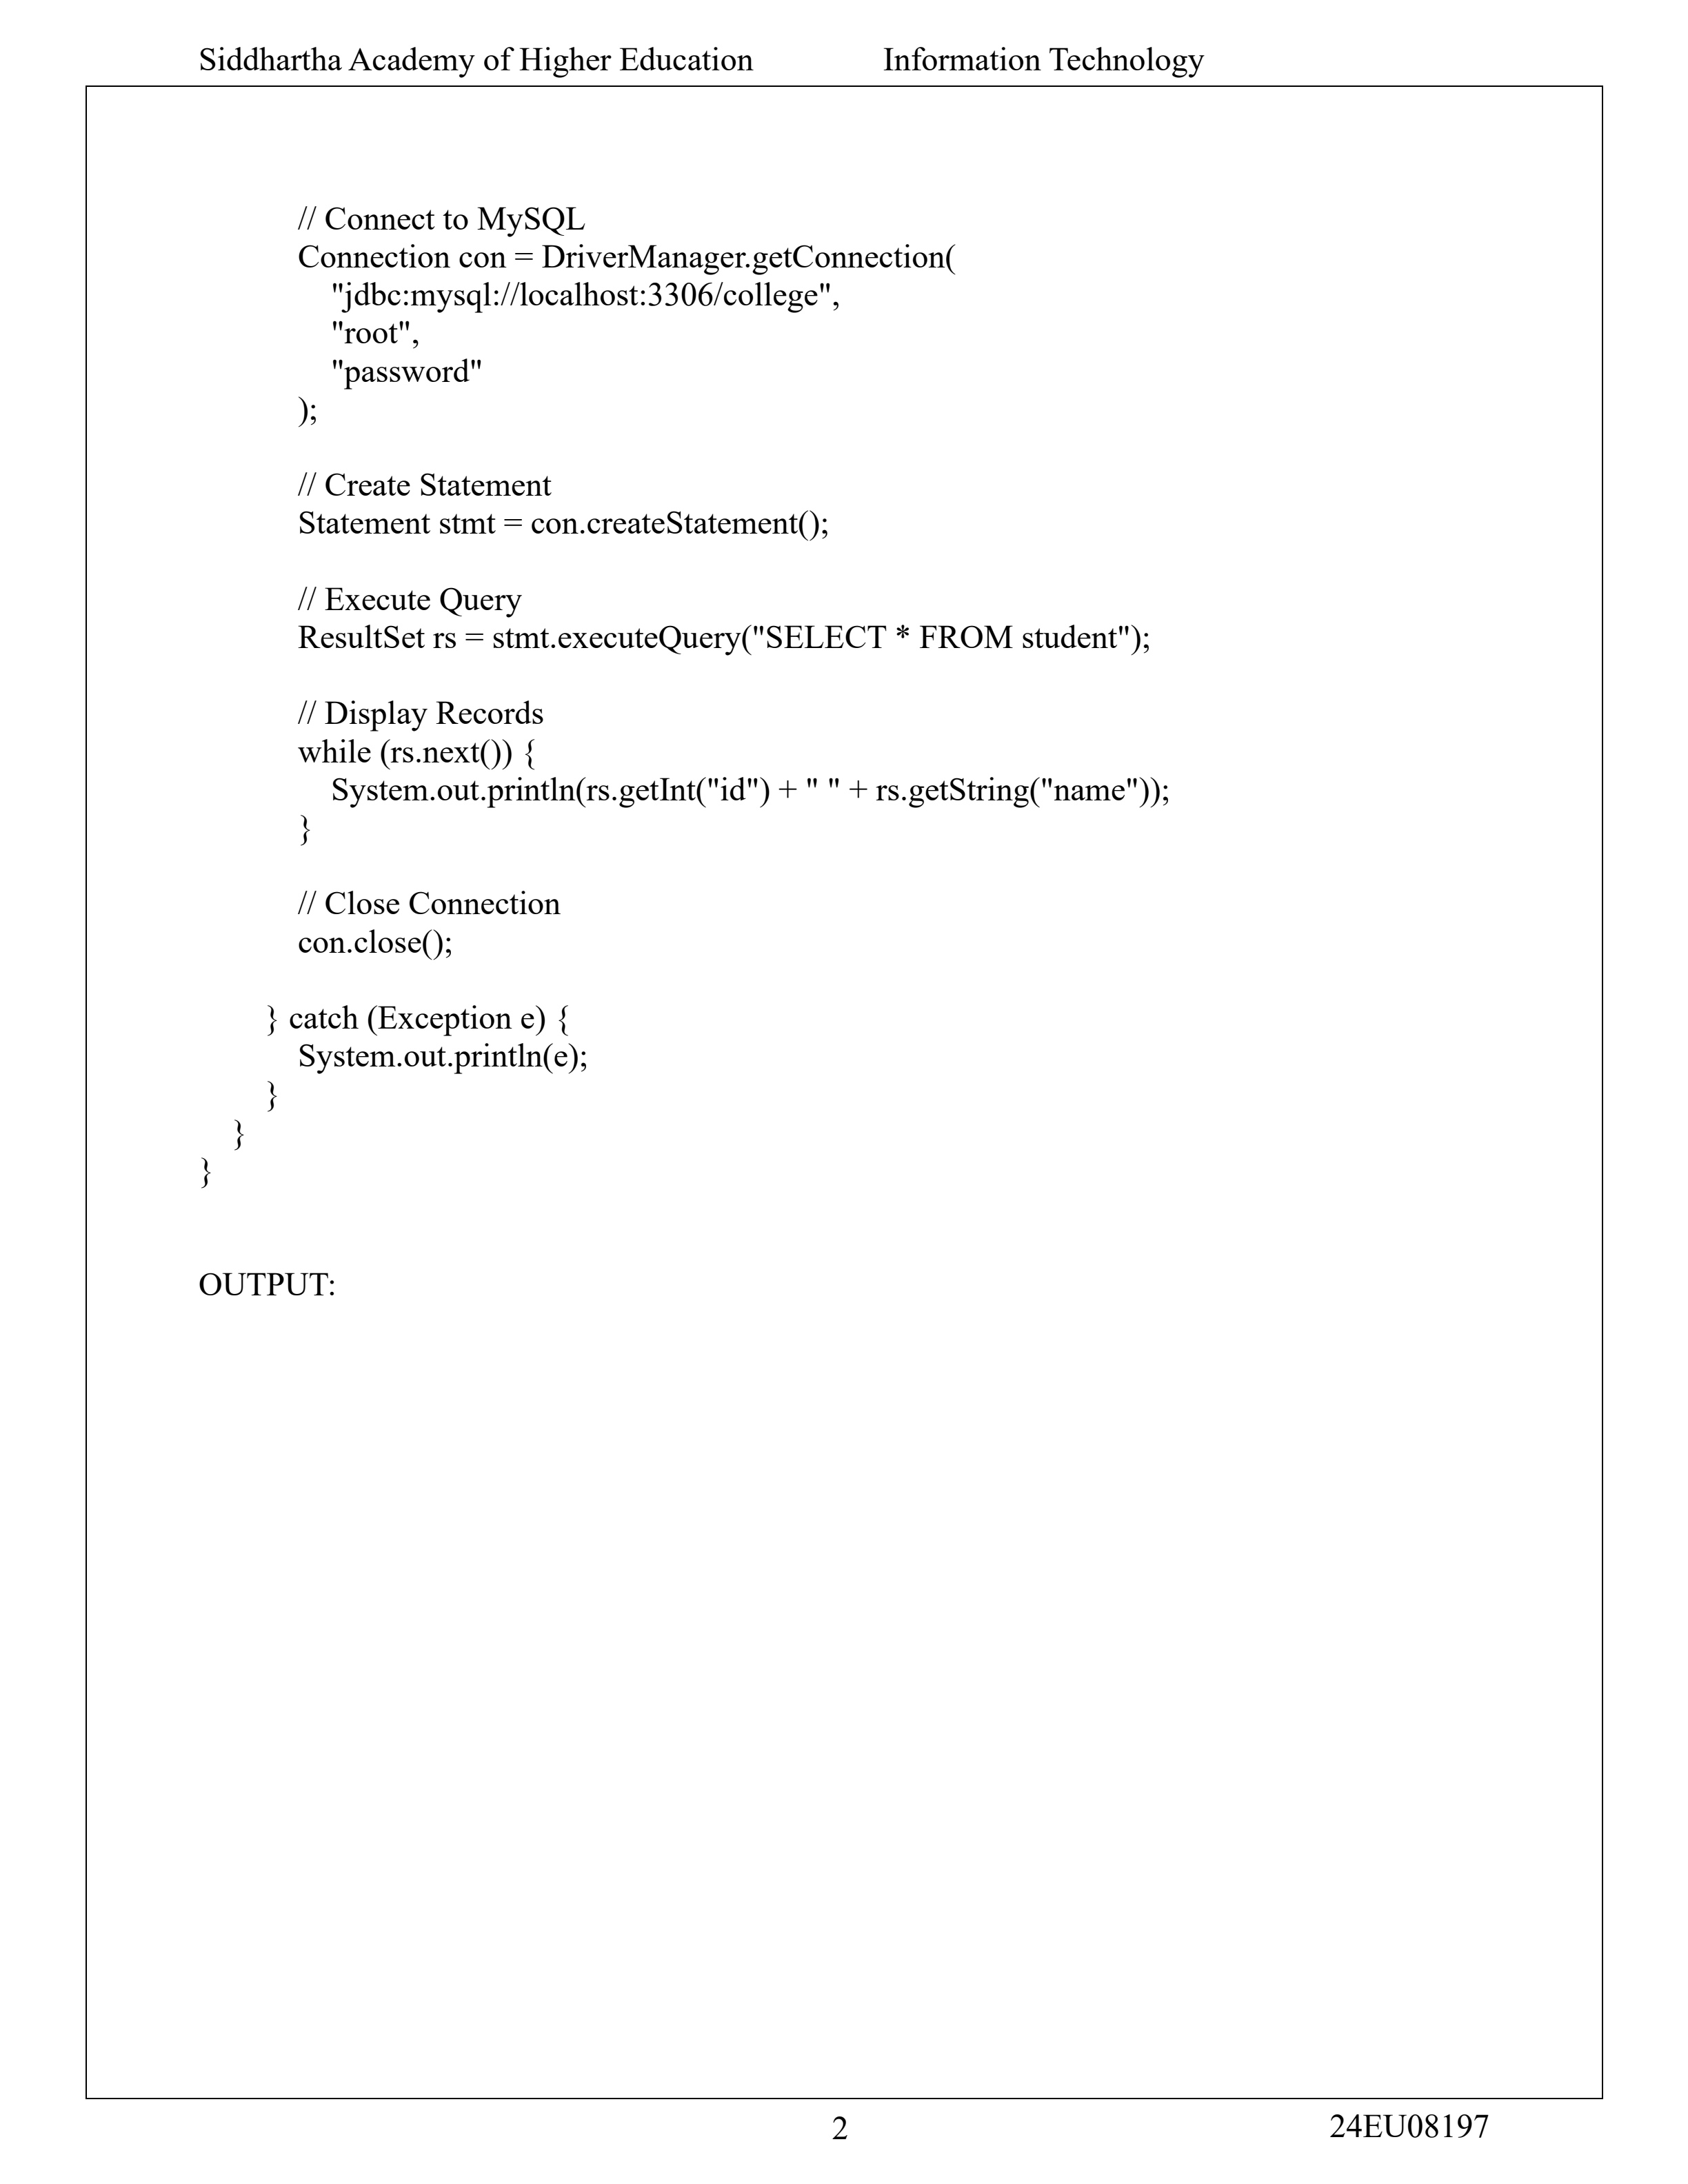 Siddhartha Academy of Higher Education Information Technology
// Connect to MySQL
Connection con = DriverManager.getConnection(
"jdbc:mysql://localhost:3306/college",
"root",
"password"
);
// Create Statement
Statement stmt = con.createStatement();
// Execute Query
ResultSet rs = stmt.executeQuery("SELECT * FROM student");
// Display Records
while (rs.next()) {
System.out.println(rs.getInt("id") + " " + rs.getString("name"));
}
// Close Connection
con.close();
} catch (Exception e) {
System.out.println(e);
}
}
}
OUTPUT:
2 24EU08197